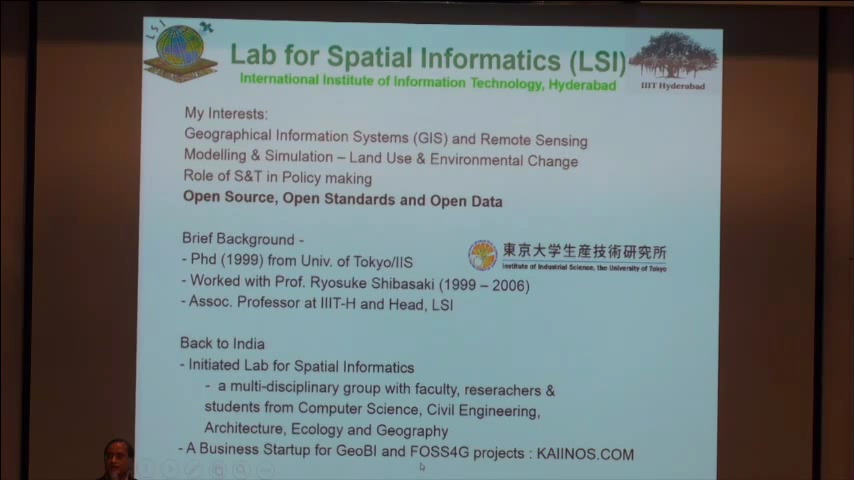 LSI
Lab for Spatial Informatics (LSI)
International Institute of Information Technology, Hyderabad
IIIT Hyderabad
My Interests:
Geographical Information Systems (GIS) and Remote Sensing
Modelling & Simulation – Land Use & Environmental Change
Role of S&T in Policy making
Open Source, Open Standards and Open Data
Brief Background -
- Phd (1999) from Univ. of Tokyo/IIS
東京大学生産技術研究所
Institute of Industrial Science, the University of Tokyo
- Worked with Prof. Ryosuke Shibasaki (1999 – 2006)
- Assoc. Professor at IIIT-H and Head, LSI
Back to India
- Initiated Lab for Spatial Informatics
- a multi-disciplinary group with faculty, reserachers &
students from Computer Science, Civil Engineering,
Architecture, Ecology and Geography
- A Business Startup for GeoBI and FOSS4G projects : KAIINOS.COM